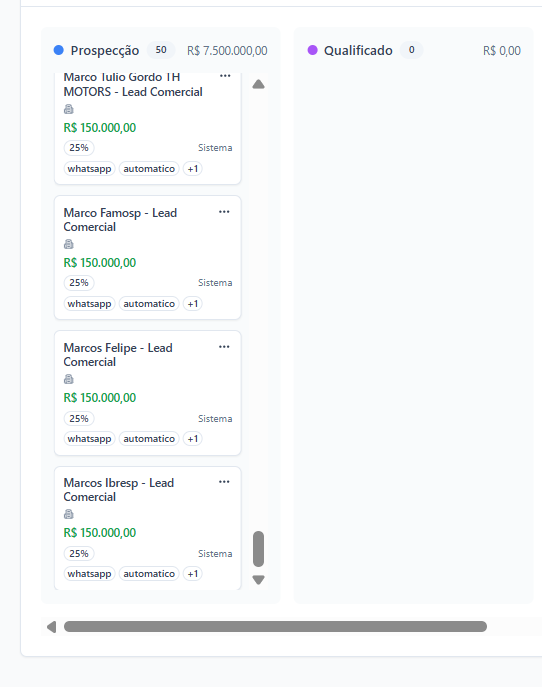 Prospecção 50 R$ 7.500.000,00
Marco Tulio Gordo TH
MOTORS - Lead Comercial
R$ 150.000,00
25% Sistema
whatsapp automatico +1
Marco Famosp - Lead
Comercial
R$ 150.000,00
25% Sistema
whatsapp automatico +1
Marcos Felipe - Lead
Comercial
R$ 150.000,00
25% Sistema
whatsapp automatico +1
Marcos Ibresp - Lead
Comercial
R$ 150.000,00
25% Sistema
whatsapp automatico +1
Qualificado 0 R$ 0,00